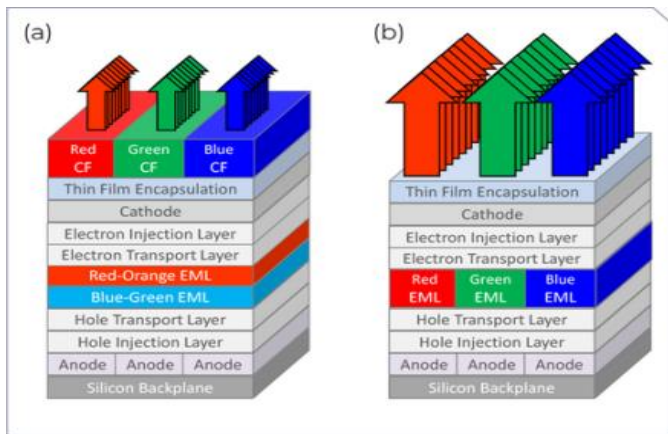 (a)
Red CF
Green CF
Blue CF
Thin Film Encapsulation
Cathode
Electron Injection Layer
Electron Transport Layer
Red-Orange EML
Blue-Green EML
Hole Transport Layer
Hole Injection Layer
Anode Anode Anode
Silicon Backplane
(b)
Thin Film Encapsulation
Cathode
Electron Injection Layer
Electron Transport Layer
Red EML
Green EML
Blue EML
Hole Transport Layer
Hole Injection Layer
Anode Anode Anode
Silicon Backplane